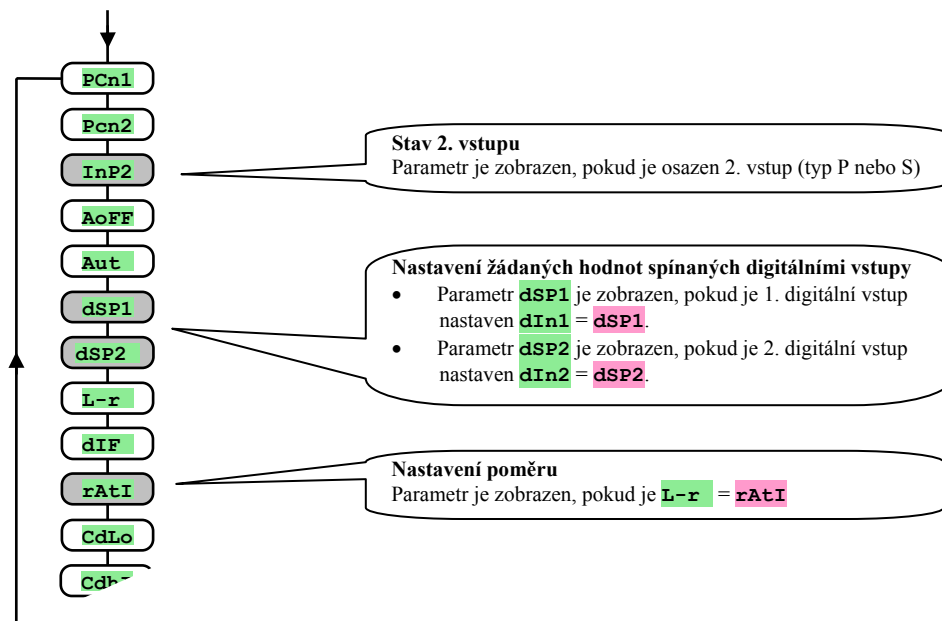 PCn1
Pcn2
InP2
AoFF
Aut
dSP1
dSP2
L-r
dIF
rAtI
CdLo
Stav 2. vstupu
Parametr je zobrazen, pokud je osazen 2. vstup (typ P nebo S)
Nastavení žádaných hodnot spínaných digitálními vstupy
• Parametr dSP1 je zobrazen, pokud je 1. digitální vstup
nastaven dIn1 = dSP1.
• Parametr dSP2 je zobrazen, pokud je 2. digitální vstup
nastaven dIn2 = dSP2.
Nastavení poměru
Parametr je zobrazen, pokud je L-r = rAtI